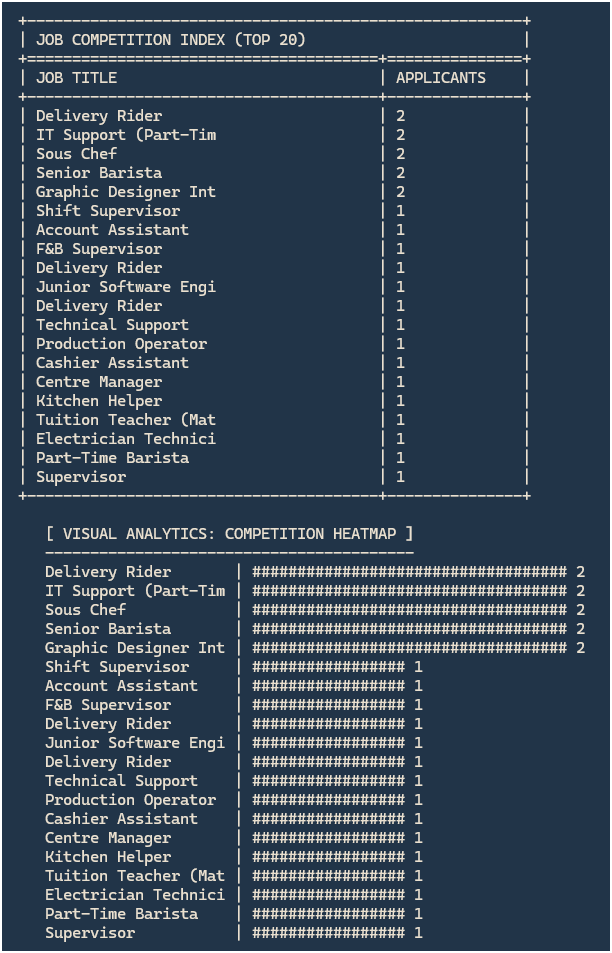 +-------------------------------------------------------+
| JOB COMPETITION INDEX (TOP 20)                        |
+=======================================+===============+
| JOB TITLE                             | APPLICANTS    |
+---------------------------------------+---------------+
| Delivery Rider                        | 2             |
| IT Support (Part-Tim                  | 2             |
| Sous Chef                             | 2             |
| Senior Barista                        | 2             |
| Graphic Designer Int                  | 2             |
| Shift Supervisor                      | 1             |
| Account Assistant                     | 1             |
| F&B Supervisor                        | 1             |
| Delivery Rider                        | 1             |
| Junior Software Engi                  | 1             |
| Delivery Rider                        | 1             |
| Technical Support                     | 1             |
| Production Operator                   | 1             |
| Cashier Assistant                     | 1             |
| Centre Manager                        | 1             |
| Kitchen Helper                        | 1             |
| Tuition Teacher (Mat                  | 1             |
| Electrician Technici                  | 1             |
| Part-Time Barista                     | 1             |
| Supervisor                            | 1             |
+---------------------------------------+---------------+
[ VISUAL ANALYTICS: COMPETITION HEATMAP ]
-----------------------------------------
Delivery Rider       | ################################### 2
IT Support (Part-Tim | ################################### 2
Sous Chef            | ################################### 2
Senior Barista       | ################################### 2
Graphic Designer Int | ################################### 2
Shift Supervisor     | ################# 1
Account Assistant    | ################# 1
F&B Supervisor       | ################# 1
Delivery Rider       | ################# 1
Junior Software Engi | ################# 1
Delivery Rider       | ################# 1
Technical Support    | ################# 1
Production Operator  | ################# 1
Cashier Assistant    | ################# 1
Centre Manager       | ################# 1
Kitchen Helper       | ################# 1
Tuition Teacher (Mat | ################# 1
Electrician Technici | ################# 1
Part-Time Barista    | ################# 1
Supervisor           | ################# 1